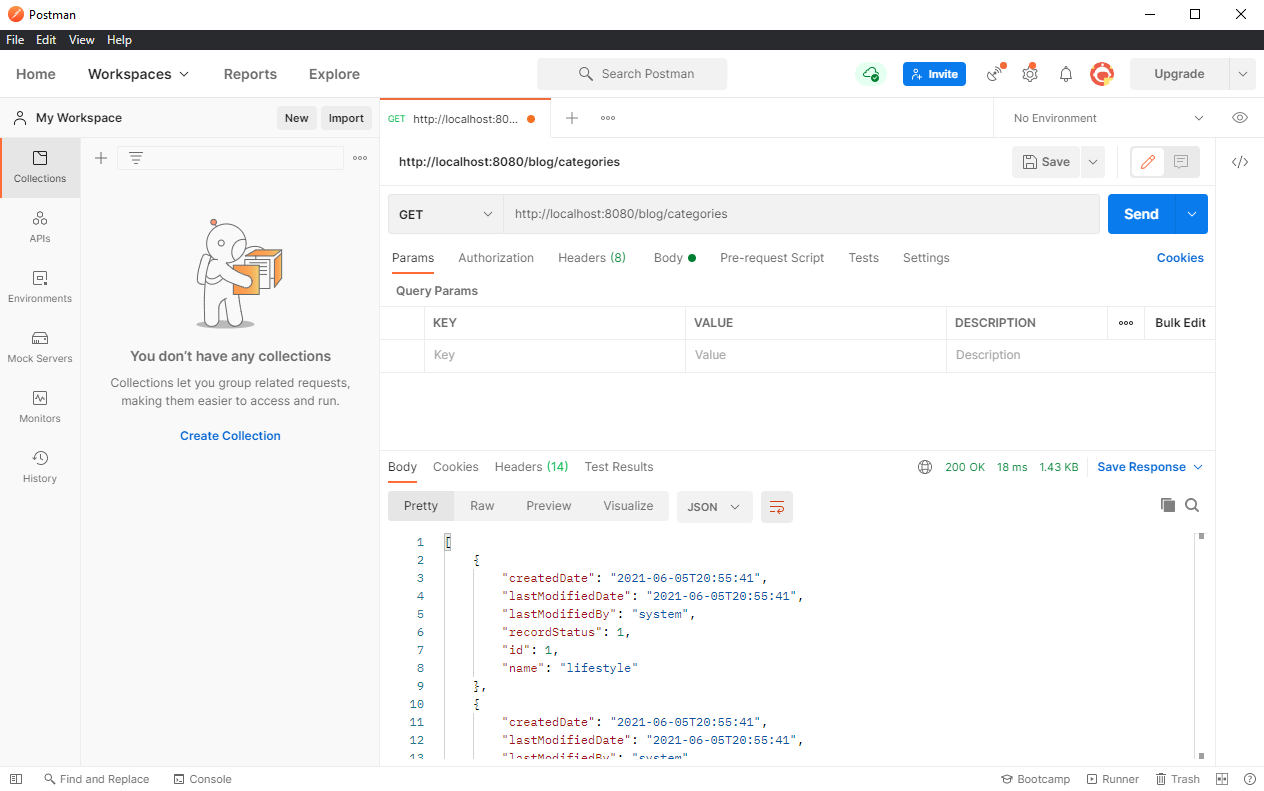 Postman
File Edit View Help
Home Workspaces Reports Explore Search Postman Invite Upgrade
My Workspace New Import GET http://localhost:80... No Environment
Collections
APIs
Environments
Mock Servers
Monitors
History
You don't have any collections
Collections let you group related requests,
making them easier to access and run.
Create Collection
http://localhost:8080/blog/categories Save
GET http://localhost:8080/blog/categories Send
Params Authorization Headers (8) Body Pre-request Script Tests Settings Cookies
Query Params
KEY VALUE DESCRIPTION Bulk Edit
Key Value Description
Body Cookies Headers (14) Test Results 200 OK 18 ms 1.43 KB Save Response
Pretty Raw Preview Visualize JSON
1 [
2 {
3 "createdDate": "2021-06-05T20:55:41",
4 "lastModifiedDate": "2021-06-05T20:55:41",
5 "lastModifiedBy": "system",
6 "recordStatus": 1,
7 "id": 1,
8 "name": "lifestyle"
9 },
10 {
11 "createdDate": "2021-06-05T20:55:41",
12 "lastModifiedDate": "2021-06-05T20:55:41",
13 "lastModifiedBy": "system"
Find and Replace Console Bootcamp Runner Trash